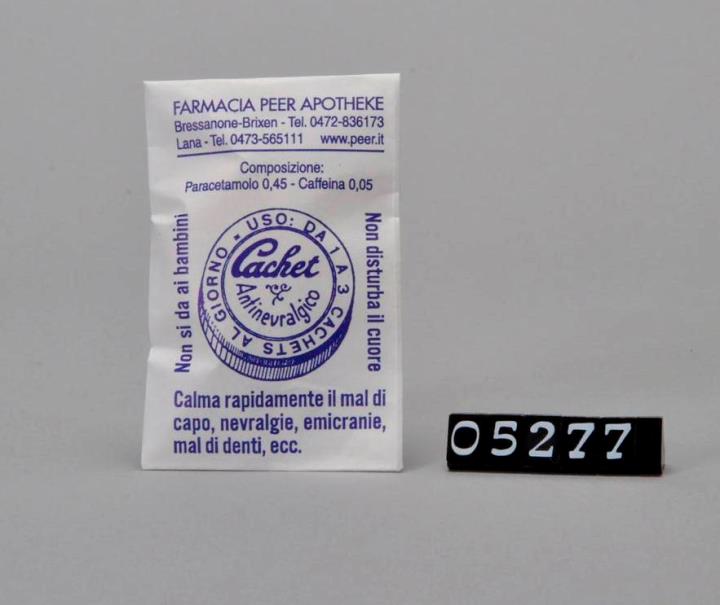 FARMACIA PEER APOTHEKE
Bressanone-Brixen - Tel. 0472-836173
Lana - Tel. 0473-565111 www.peer.it
Composizione:
Paracetamolo 0,45 - Caffeina 0,05
Non si da ai bambini
• USO: DA 1 A 3 CACHETS AL GIORNO
Cachet
Antinevralgico
Non disturba il cuore
Calma rapidamente il mal di
capo, nevralgie, emicranie,
mal di denti, ecc.
05277